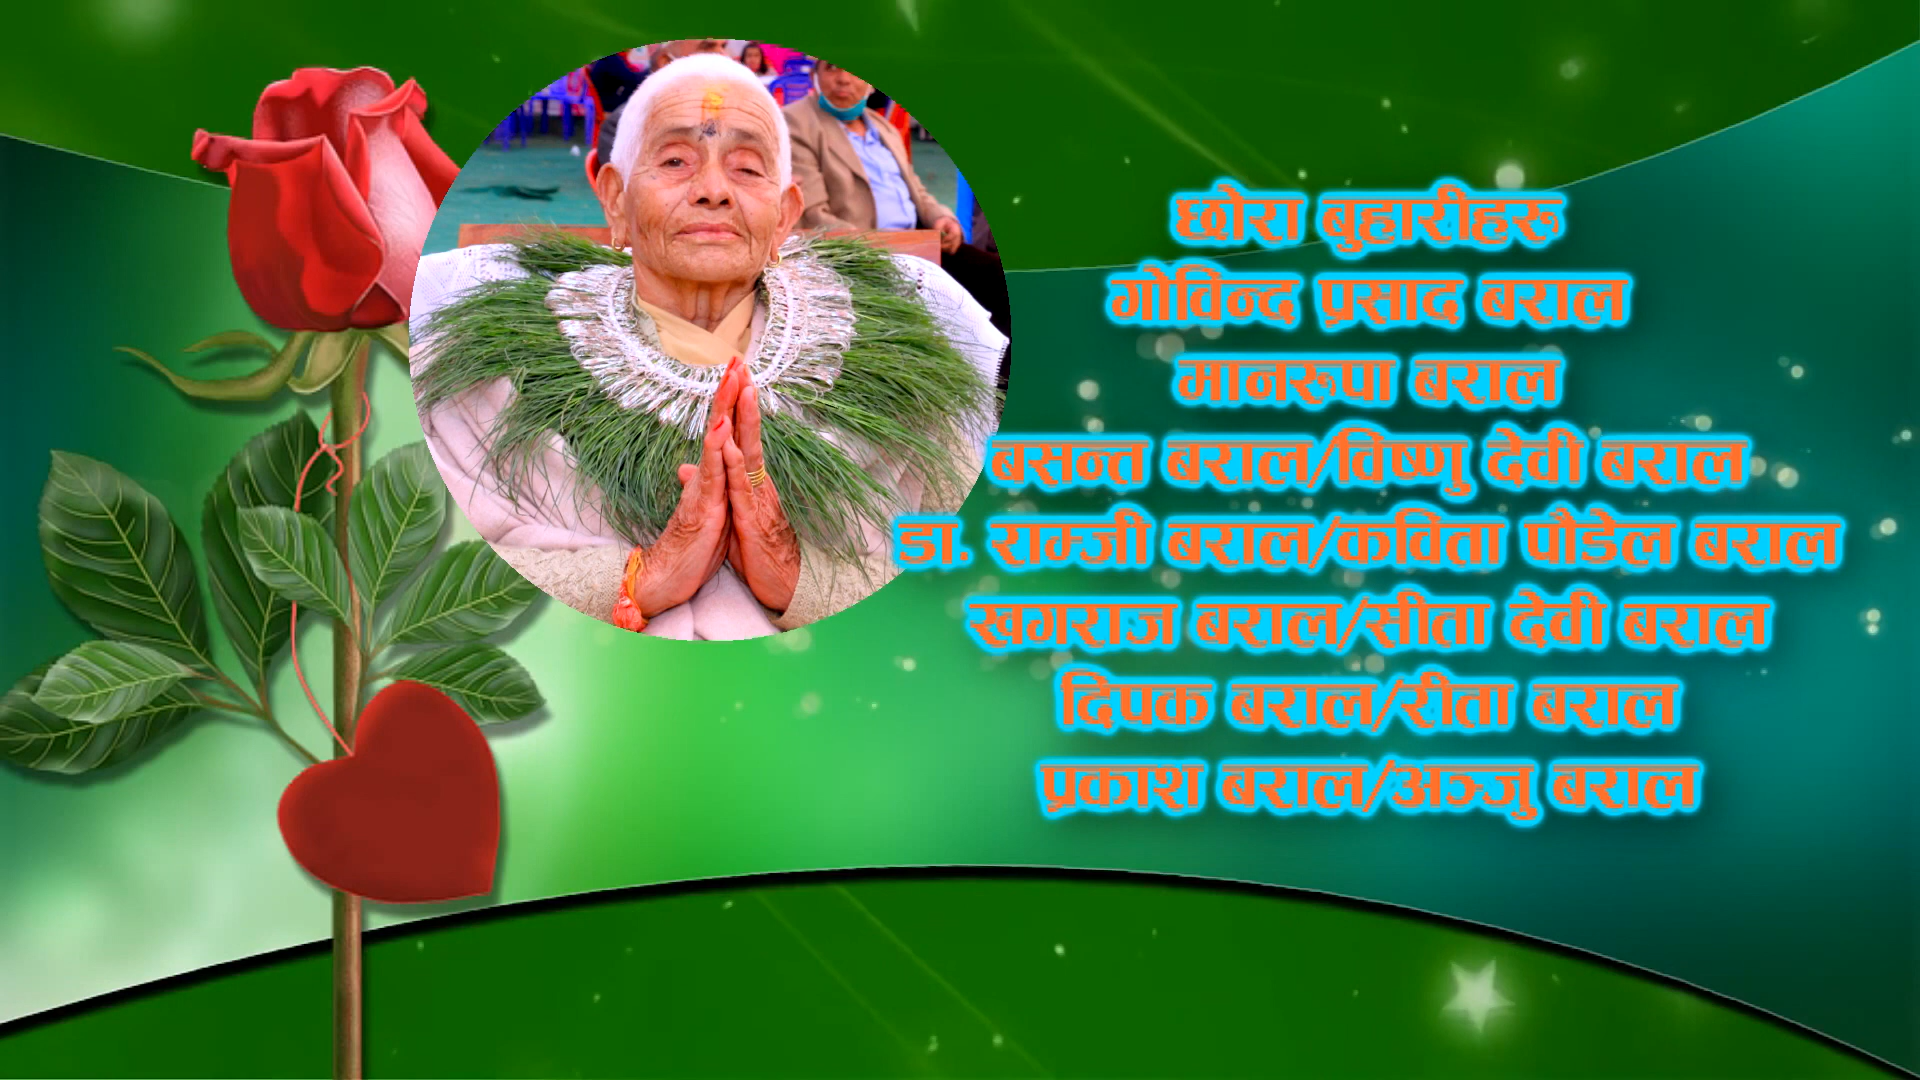 छोरा बुहारीहरू
गोविन्द प्रसाद बराल
मानरुपा बराल
बसन्त बराल/विष्णु देवी बराल
डा. राम्जी बराल/कविता पौडेल बराल
खगराज बराल/सीता देवी बराल
दिपक बराल/रीता बराल
प्रकाश बराल/अञ्जु बराल